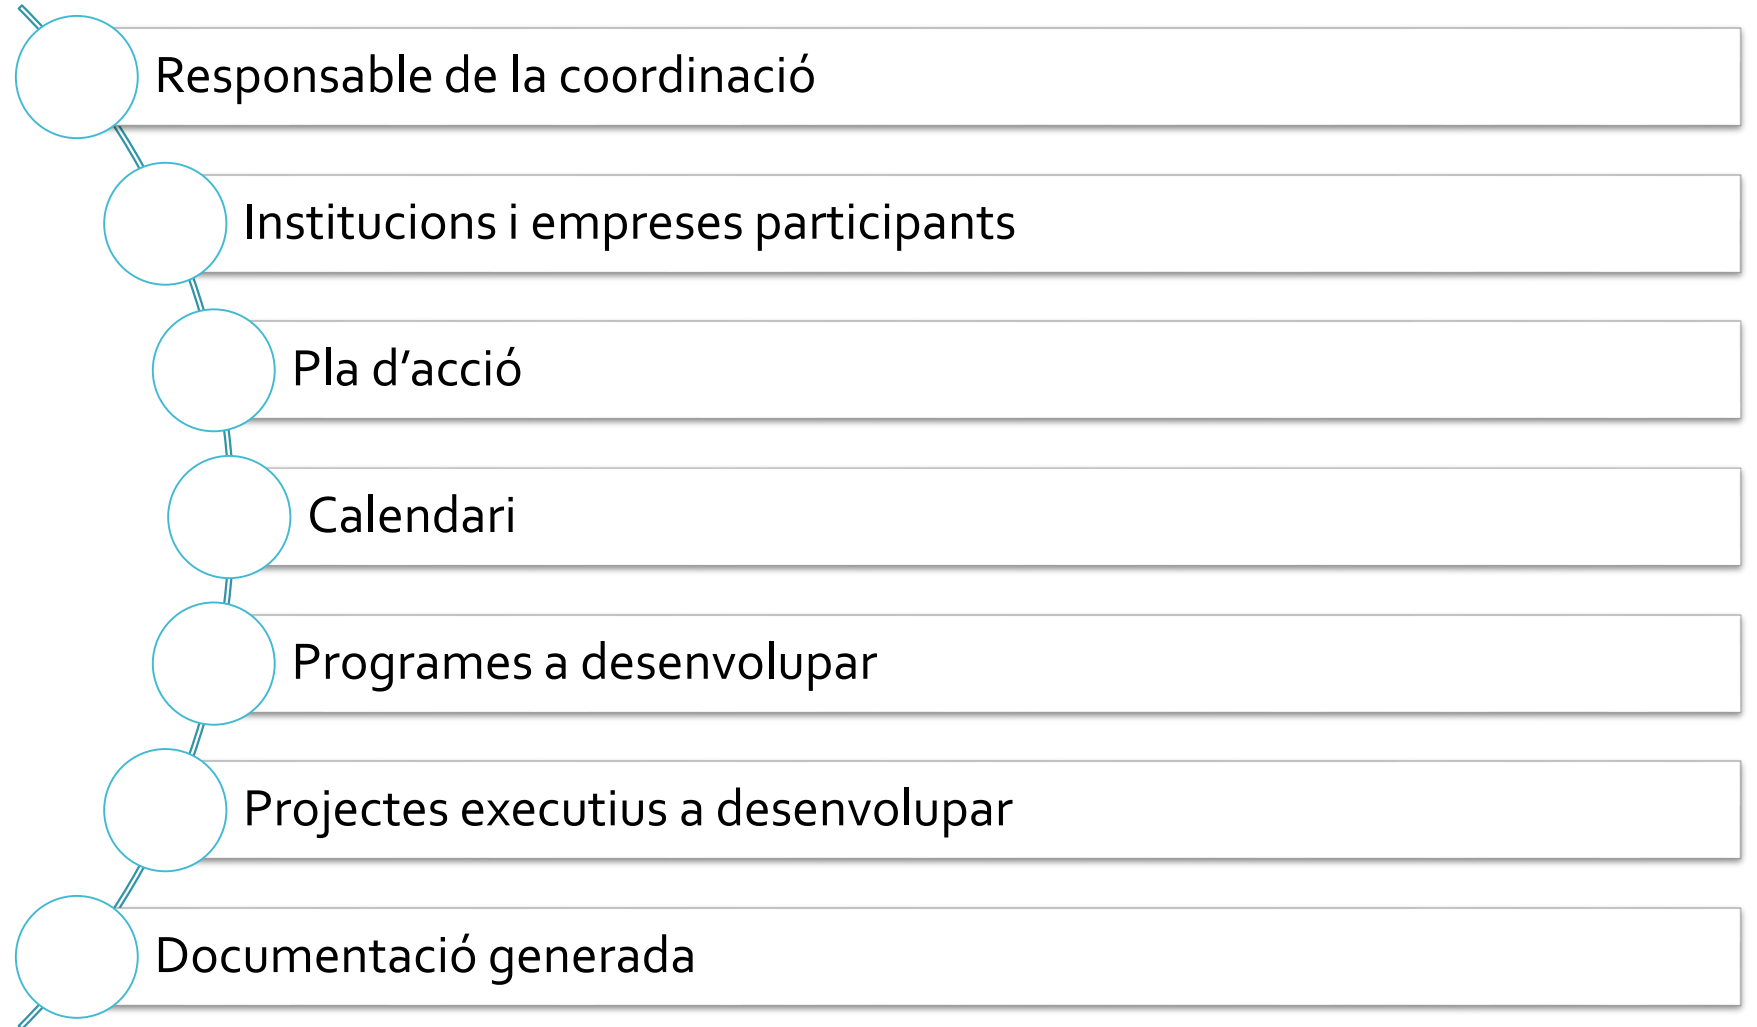 Responsable de la coordinació
Institucions i empreses participants
Pla d’acció
Calendari
Programes a desenvolupar
Projectes executius a desenvolupar
Documentació generada